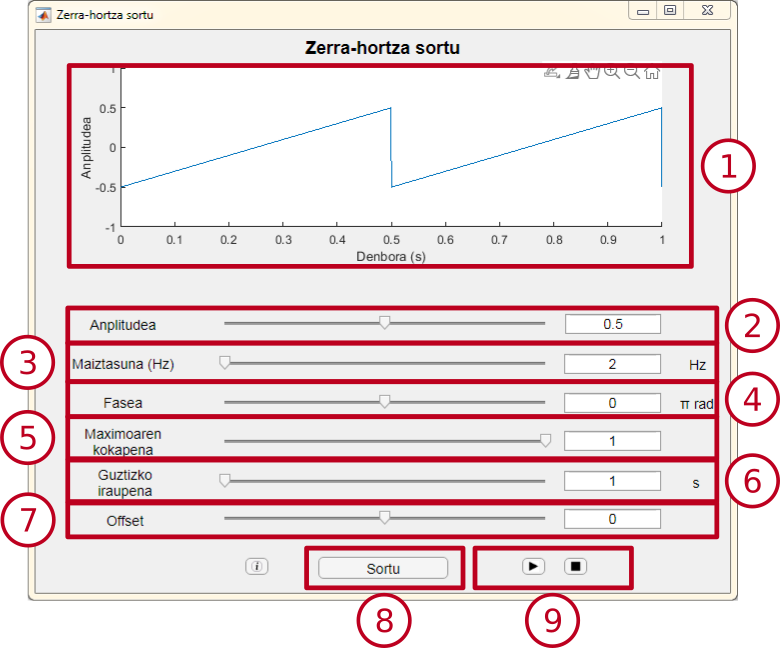 Zerra-hortza sortu
Zerra-hortza sortu
1
0.5
0
-0.5
-1
Anplitudea
0 0.1 0.2 0.3 0.4 0.5 0.6 0.7 0.8 0.9 1
Denbora (s)
1
Anplitudea 0.5
2
3
Maiztasuna (Hz) 2 Hz
Fasea 0 π rad
4
5
Maximoaren
kokapena
1
Guztizko
iraupena
1 s
6
7
Offset 0
i
Sortu
8
9